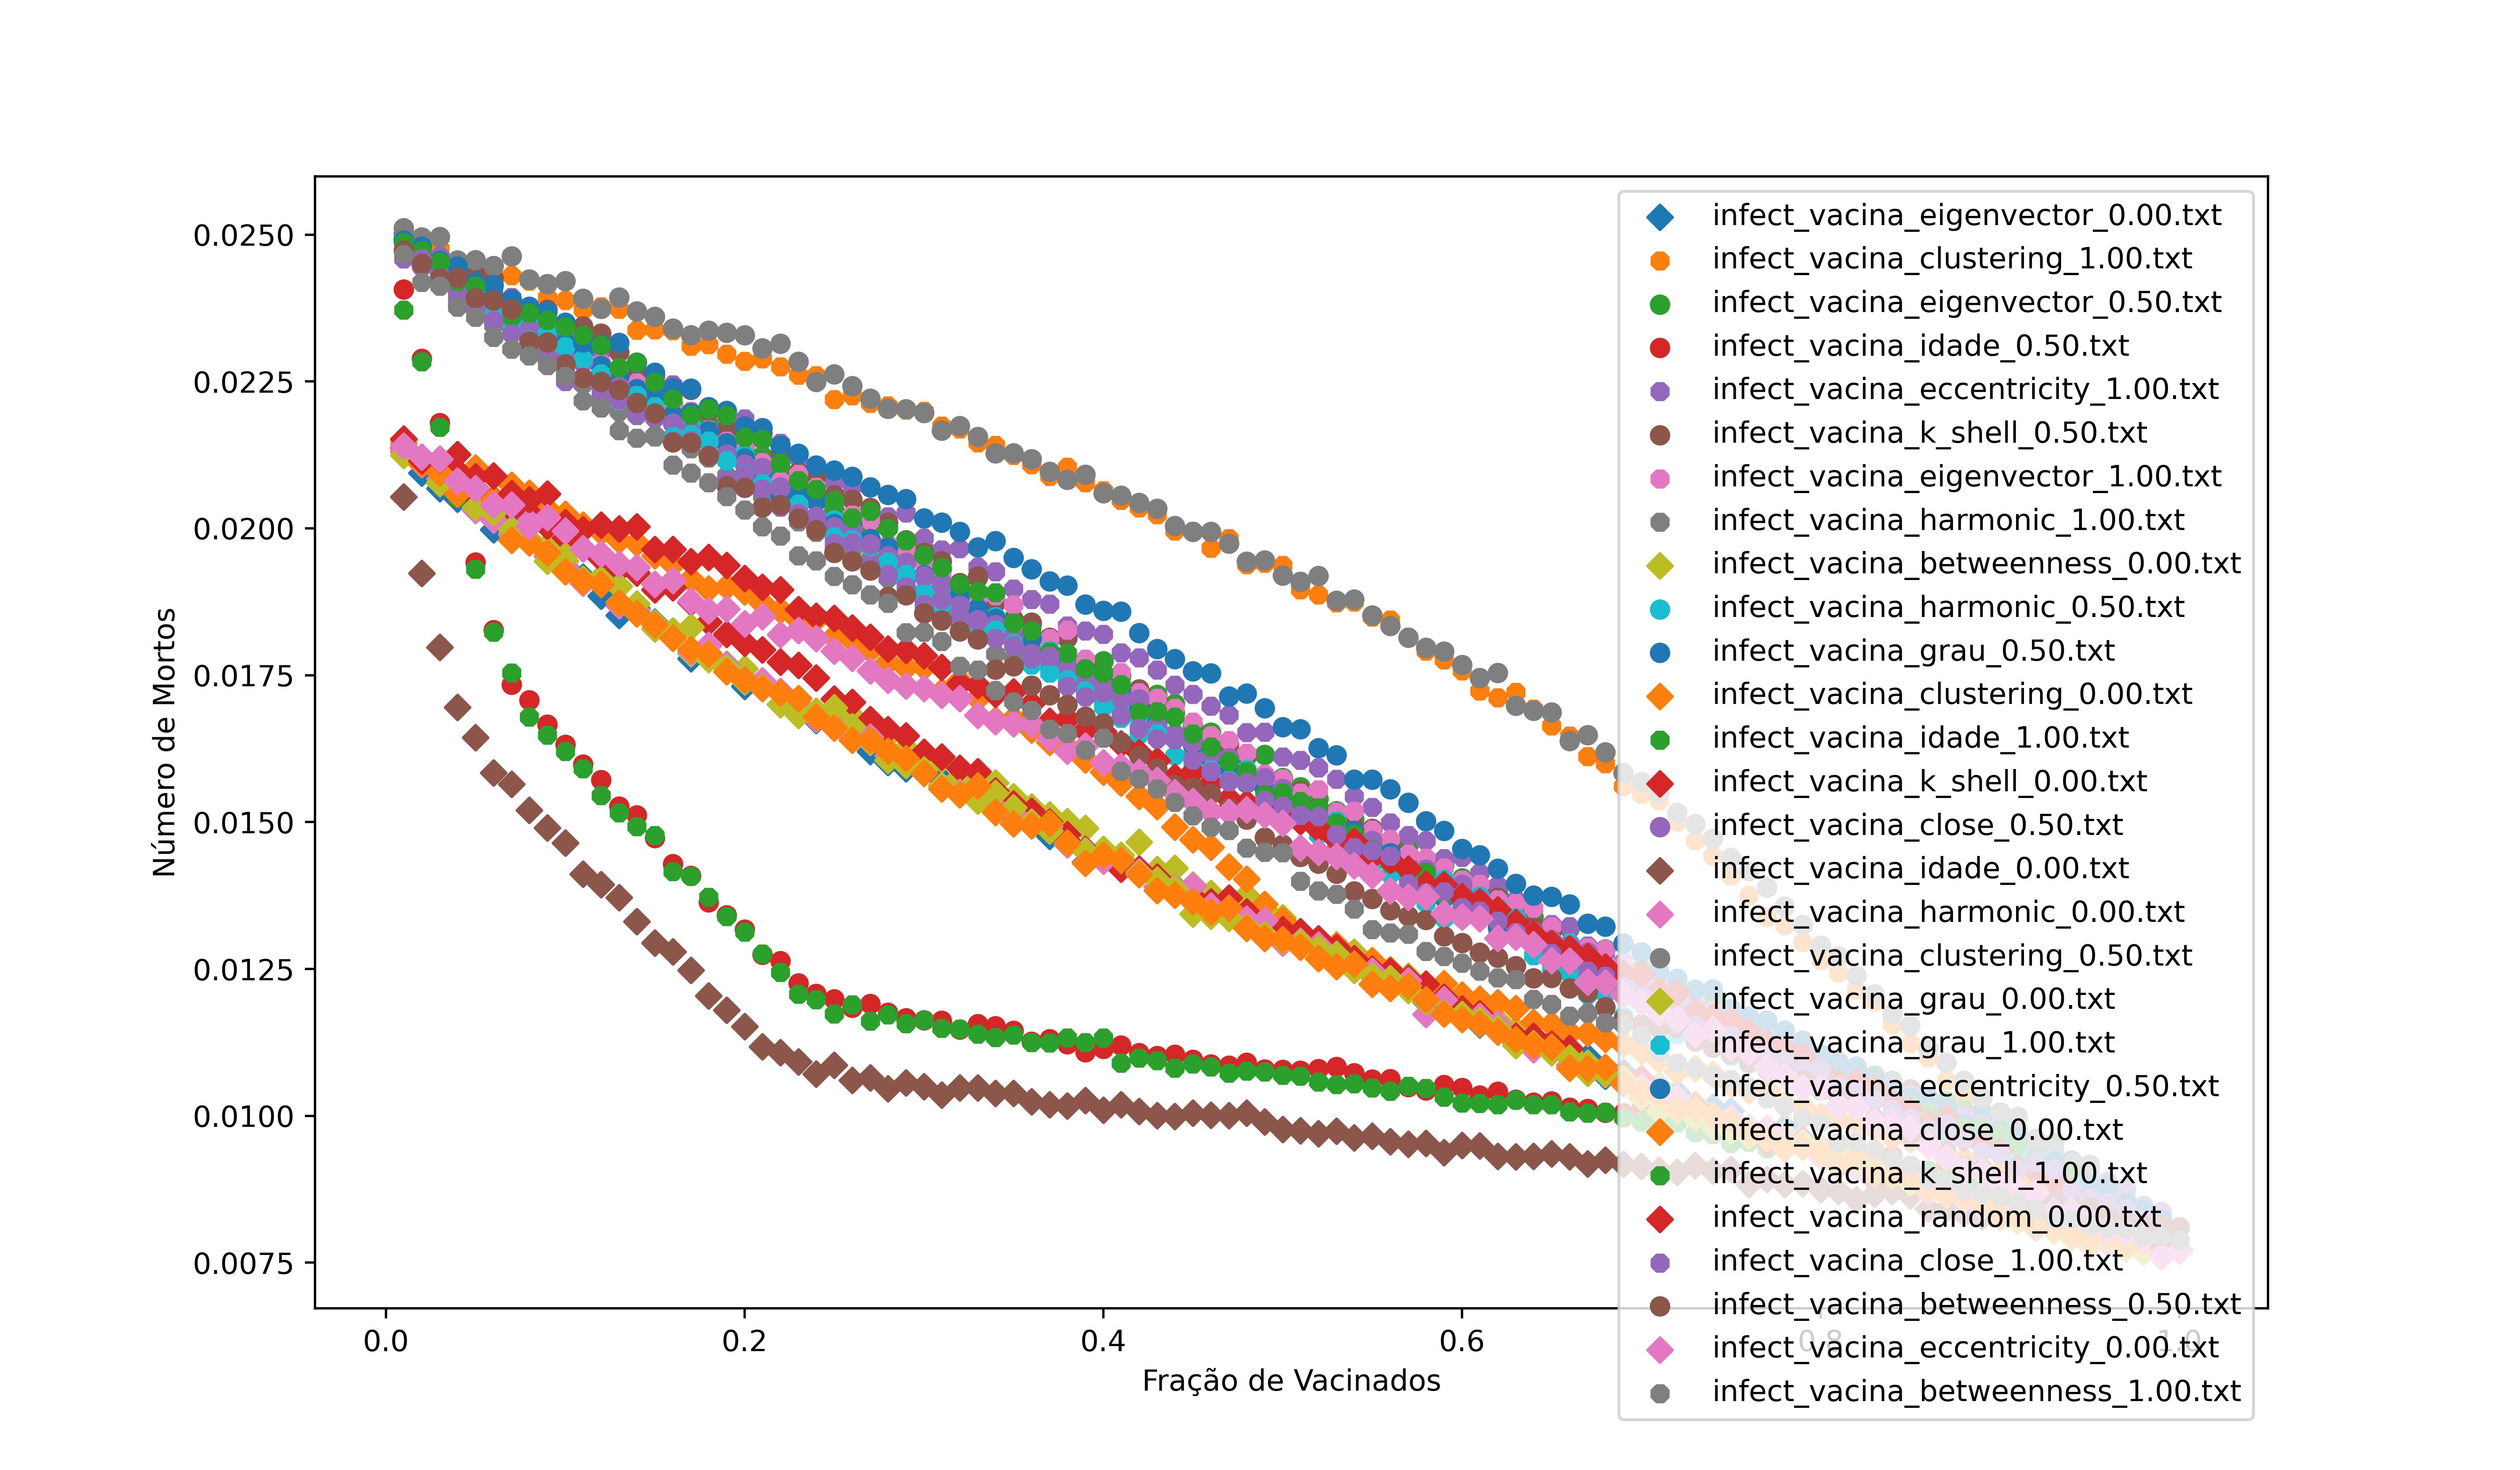 0.0250
0.0225
0.0200
0.0175
0.0150
0.0125
0.0100
0.0075
Número de Mortos
0.0 0.2 0.4 0.6 0.8 1.0
Fração de Vacinados
infect_vacina_eigenvector_0.00.txt
infect_vacina_clustering_1.00.txt
infect_vacina_eigenvector_0.50.txt
infect_vacina_idade_0.50.txt
infect_vacina_eccentricity_1.00.txt
infect_vacina_k_shell_0.50.txt
infect_vacina_eigenvector_1.00.txt
infect_vacina_harmonic_1.00.txt
infect_vacina_betweenness_0.00.txt
infect_vacina_harmonic_0.50.txt
infect_vacina_grau_0.50.txt
infect_vacina_clustering_0.00.txt
infect_vacina_idade_1.00.txt
infect_vacina_k_shell_0.00.txt
infect_vacina_close_0.50.txt
infect_vacina_idade_0.00.txt
infect_vacina_harmonic_0.00.txt
infect_vacina_clustering_0.50.txt
infect_vacina_grau_0.00.txt
infect_vacina_grau_1.00.txt
infect_vacina_eccentricity_0.50.txt
infect_vacina_close_0.00.txt
infect_vacina_k_shell_1.00.txt
infect_vacina_random_0.00.txt
infect_vacina_close_1.00.txt
infect_vacina_betweenness_0.50.txt
infect_vacina_eccentricity_0.00.txt
infect_vacina_betweenness_1.00.txt